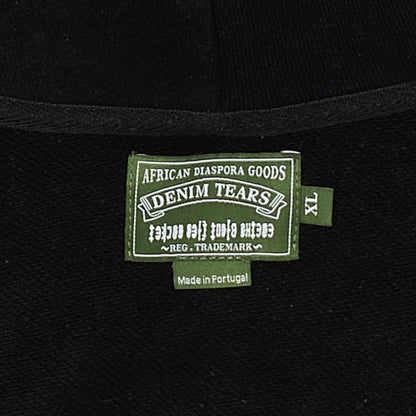 AFRICAN DIASPORA GOODS
DENIM TEARS
~REG. TRADEMARK~
XL
Made in Portugal